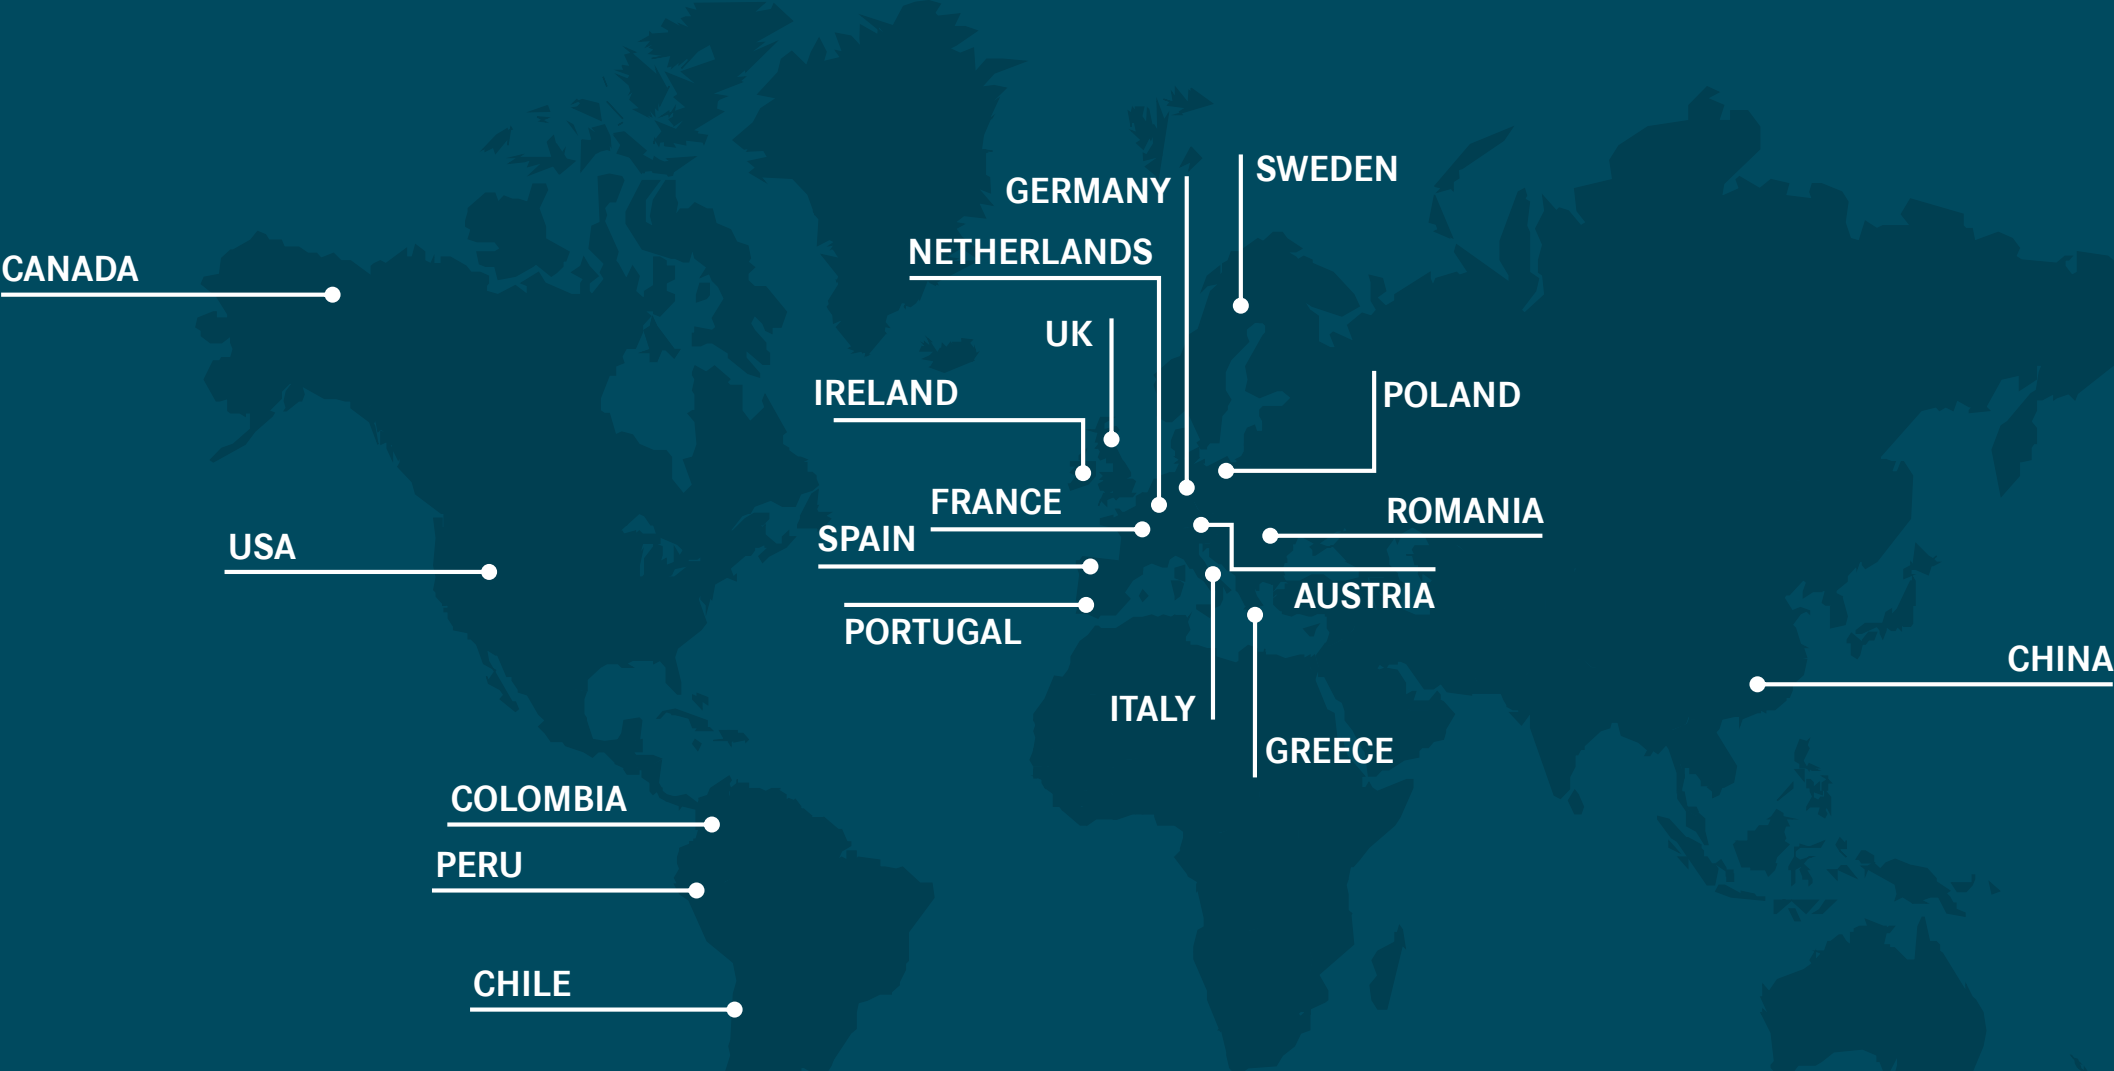 SWEDEN
GERMANY
NETHERLANDS
CANADA
UK
IRELAND
POLAND
FRANCE
ROMANIA
SPAIN
USA
AUSTRIA
PORTUGAL
CHINA
ITALY
GREECE
COLOMBIA
PERU
CHILE